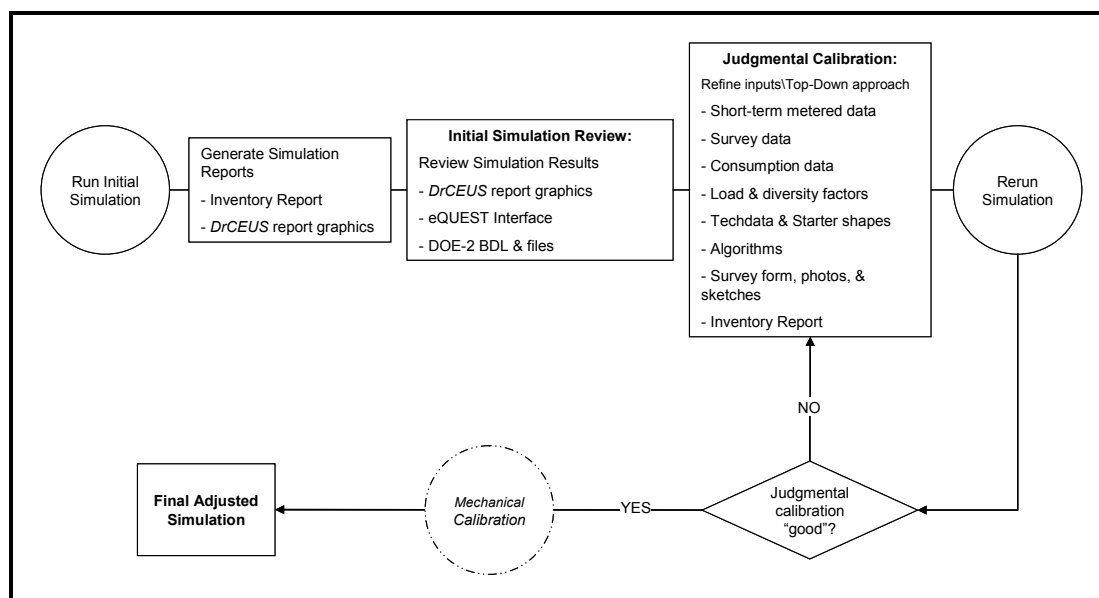 Run Initial
Simulation
Generate Simulation
Reports
- Inventory Report
- DrCEUS report graphics
Initial Simulation Review:
Review Simulation Results
- DrCEUS report graphics
- eQUEST Interface
- DOE-2 BDL & files
Judgmental Calibration:
Refine inputs\Top-Down approach
- Short-term metered data
- Survey data
- Consumption data
- Load & diversity factors
- Techdata & Starter shapes
- Algorithms
- Survey form, photos, &
sketches
- Inventory Report
Rerun
Simulation
NO
Judgmental
calibration
“good”?
YES
Mechanical
Calibration
Final Adjusted
Simulation